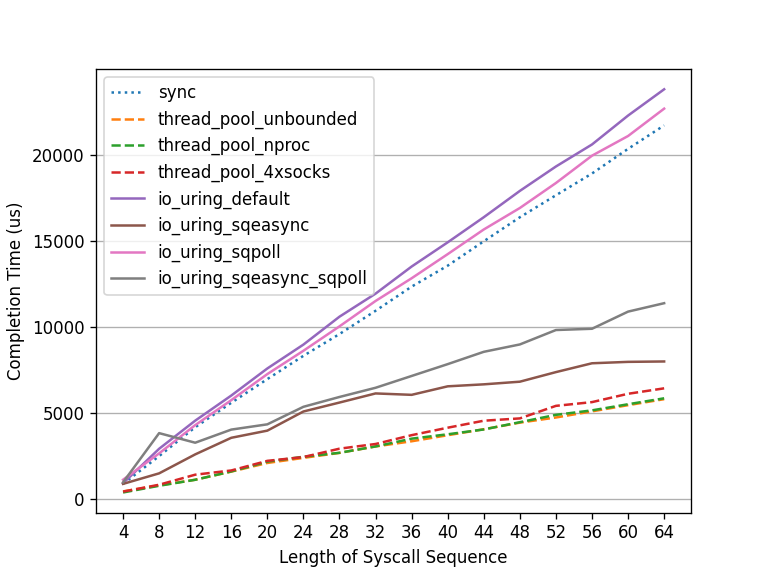 sync
thread_pool_unbounded
thread_pool_nproc
thread_pool_4xsocks
io_uring_default
io_uring_sqeasync
io_uring_sqpoll
io_uring_sqeasync_sqpoll
Completion Time (us)
20000
15000
10000
5000
0
4 8 12 16 20 24 28 32 36 40 44 48 52 56 60 64
Length of Syscall Sequence